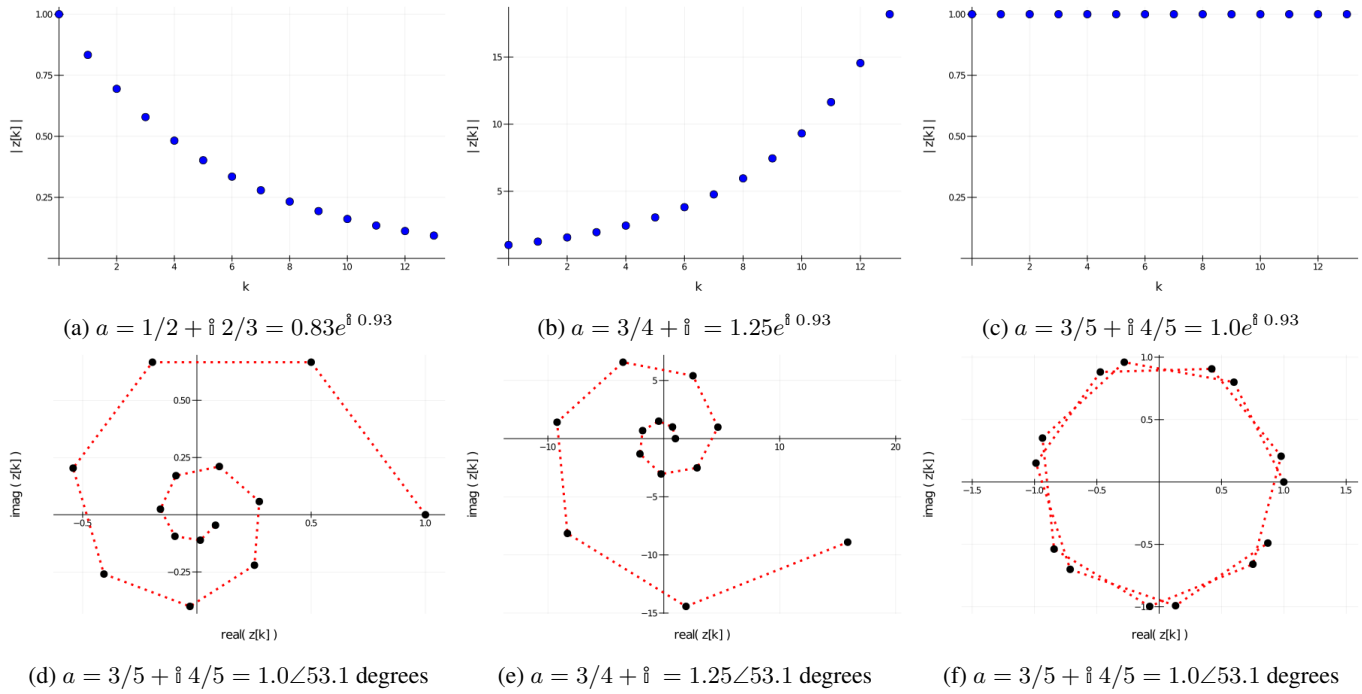 1.00
0.75
0.50
0.25
| z[k] |
2 4 6 8 10 12
k
15
10
5
| z[k] |
2 4 6 8 10 12
k
1.00
0.75
0.50
0.25
| z[k] |
2 4 6 8 10 12
k
(a) a = 1/2 + i 2/3 = 0.83e^{i 0.93}
(b) a = 3/4 + i = 1.25e^{i 0.93}
(c) a = 3/5 + i 4/5 = 1.0e^{i 0.93}
0.50
0.25
-0.5 0.5 1.0
-0.25
imag ( z[k] )
real( z[k] )
5
-10 10 20
-5
-10
-15
imag ( z[k] )
real( z[k] )
1.0
0.5
-1.5 -1.0 -0.5 0.5 1.0 1.5
-0.5
-1.0
imag ( z[k] )
real( z[k] )
(d) a = 3/5 + i 4/5 = 1.0∠53.1 degrees
(e) a = 3/4 + i = 1.25∠53.1 degrees
(f) a = 3/5 + i 4/5 = 1.0∠53.1 degrees